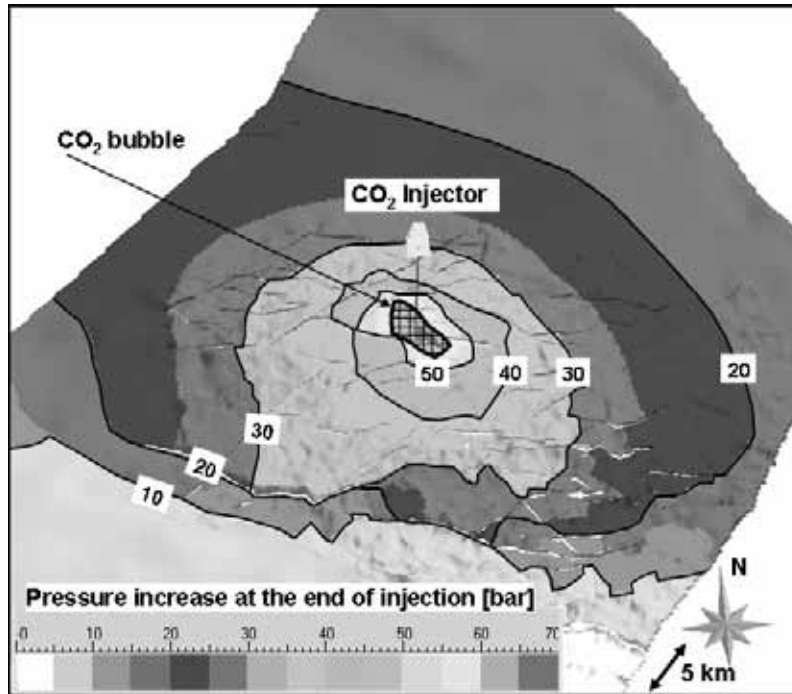 CO₂ bubble
CO₂ Injector
50
40
30
20
30
20
10
N
Pressure increase at the end of injection [bar]
0 10 20 30 40 50 60 70
5 km